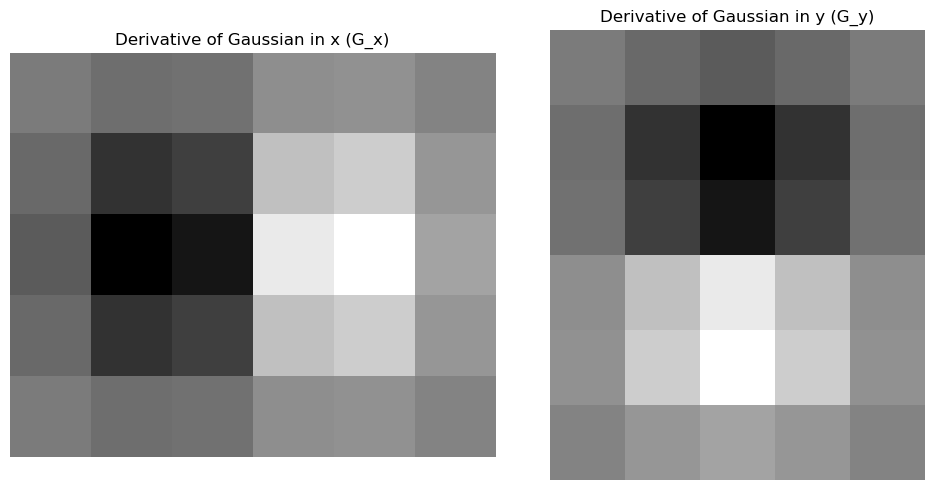 Derivative of Gaussian in x (G_x)
Derivative of Gaussian in y (G_y)